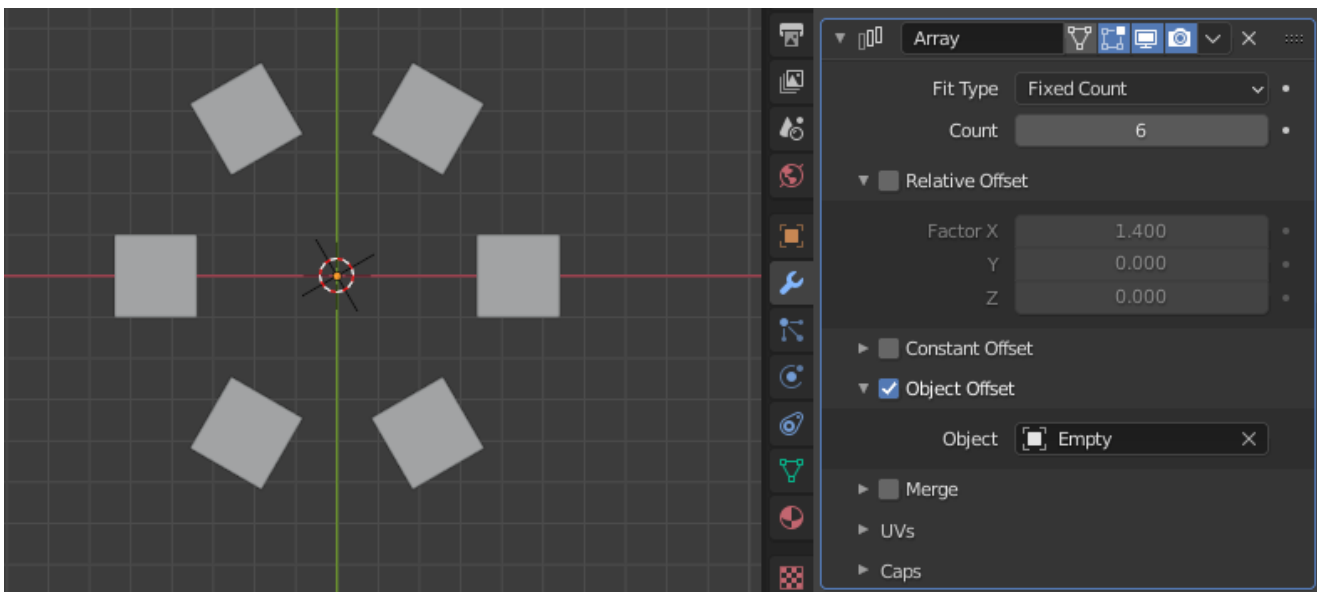 Array
Fit Type Fixed Count
Count 6
Relative Offset
Factor X 1.400
Y 0.000
Z 0.000
Constant Offset
Object Offset
Object Empty
Merge
UVs
Caps